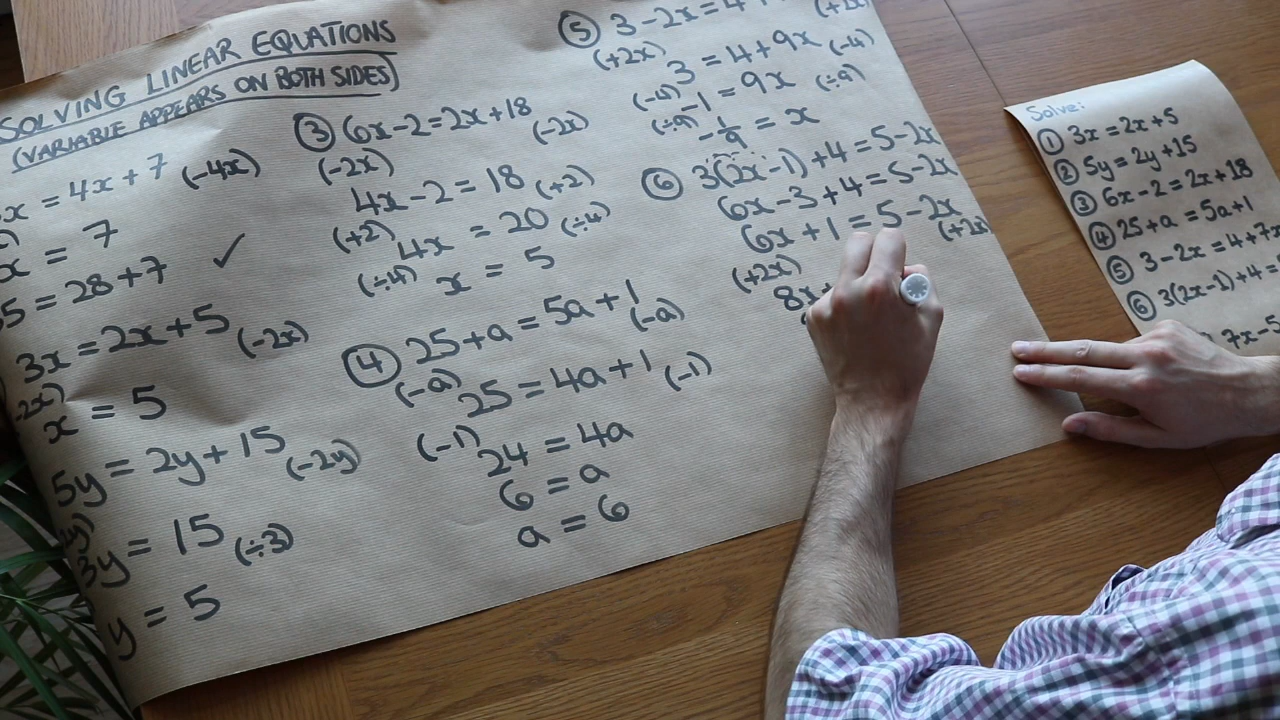 SOLVING LINEAR EQUATIONS
(VARIABLE APPEARS ON BOTH SIDES)
x = 4x + 7 (-4x)
x = 7
5 = 28 + 7 ✓
3x = 2x + 5 (-2x)
-2x)
x = 5
5y = 2y + 15 (-2y)
3y = 15 (÷3)
y = 5
③ 6x - 2 = 2x + 18 (-2x)
(-2x)
4x - 2 = 18 (+2)
(+2) 4x = 20 (÷4)
(÷4) x = 5
④ 25 + a = 5a + 1 (-a)
(-a) 25 = 4a + 1 (-1)
(-1) 24 = 4a
6 = a
a = 6
⑤ 3 - 2x = 4 +
(+2x) 3 = 4 + 9x (-4)
(-4) -1 = 9x (÷9)
(÷9) -1/9 = x
⑥ 3(2x - 1) + 4 = 5 - 2x
6x - 3 + 4 = 5 - 2x
6x + 1 = 5 - 2x (+2x)
(+2x)
8x
Solve:
① 3x = 2x + 5
② 5y = 2y + 15
③ 6x - 2 = 2x + 18
④ 25 + a = 5a + 1
⑤ 3 - 2x = 4 + 7x
⑥ 3(2x - 1) + 4 =
7x - 5